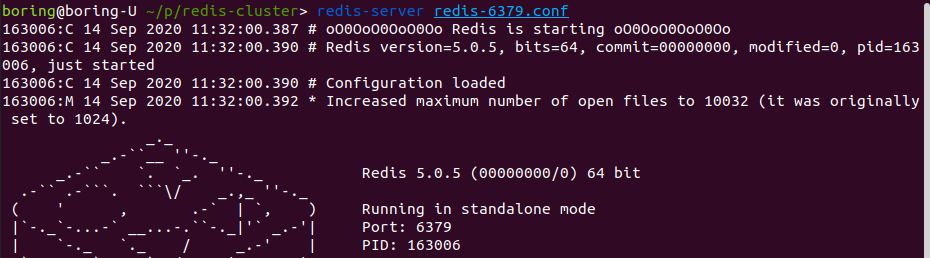 boring@boring-U ~/p/redis-cluster> redis-server redis-6379.conf
163006:C 14 Sep 2020 11:32:00.387 # oO0OoO0OoO0Oo Redis is starting oO0OoO0OoO0Oo
163006:C 14 Sep 2020 11:32:00.390 # Redis version=5.0.5, bits=64, commit=00000000, modified=0, pid=163
006, just started
163006:C 14 Sep 2020 11:32:00.390 # Configuration loaded
163006:M 14 Sep 2020 11:32:00.392 * Increased maximum number of open files to 10032 (it was originally
set to 1024).
Redis 5.0.5 (00000000/0) 64 bit
Running in standalone mode
Port: 6379
PID: 163006